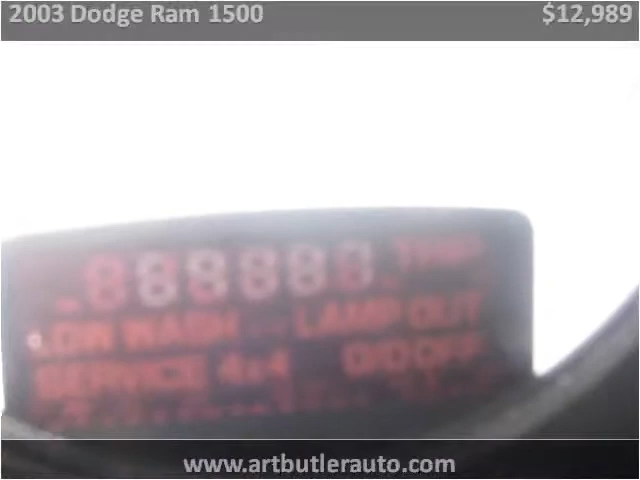 2003 Dodge Ram 1500 $12,989
888888 TRIP
LOW WASH LAMP OUT
SERVICE 4x4 O/D OFF
www.artbutlerauto.com